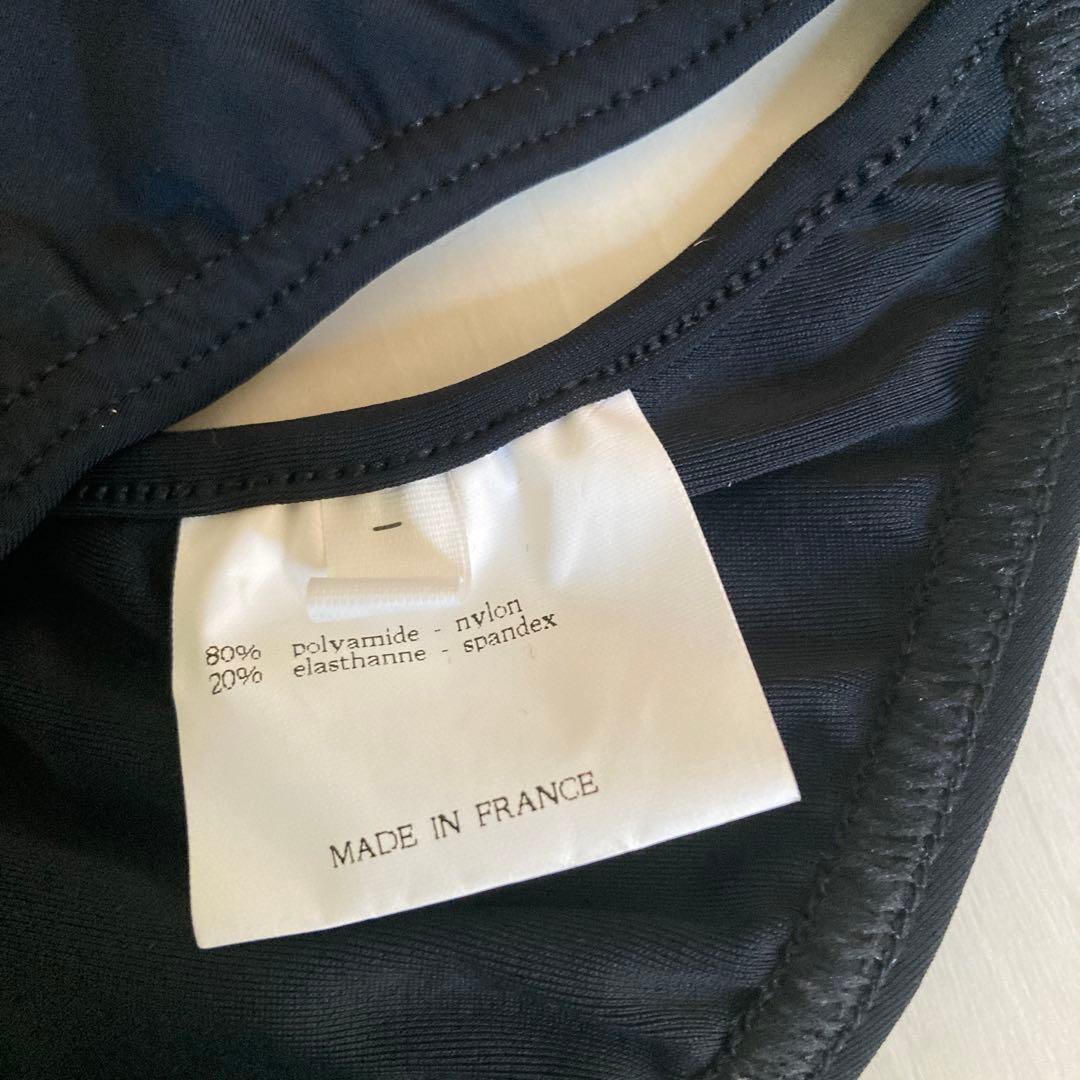 80% polyamide - nylon
20% elasthanne - spandex
MADE IN FRANCE